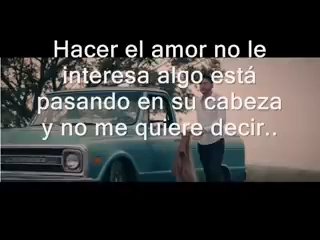 Hacer el amor no le
interesa algo está
pasando en su cabeza
y no me quiere decir..